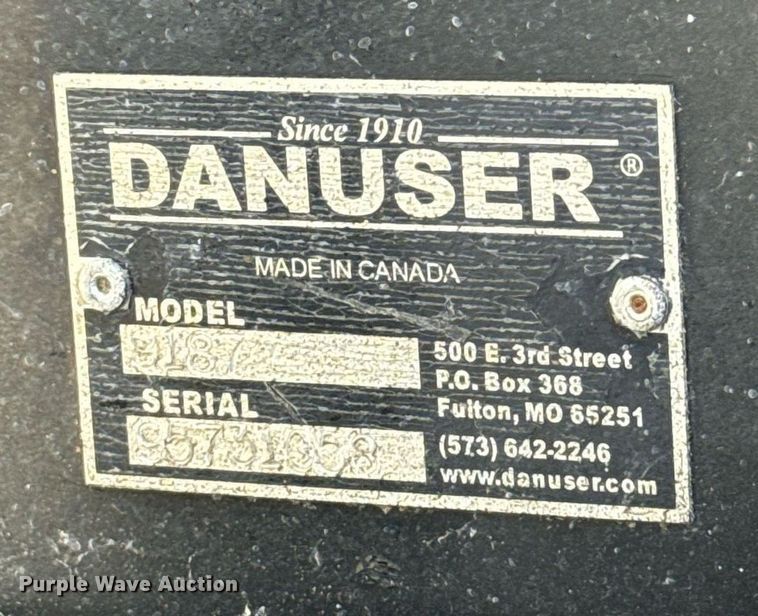 Since 1910
DANUSER®
MADE IN CANADA
MODEL
SERIAL
500 E. 3rd Street
P.O. Box 368
Fulton, MO 65251
(573) 642-2246
www.danuser.com
Purple Wave Auction